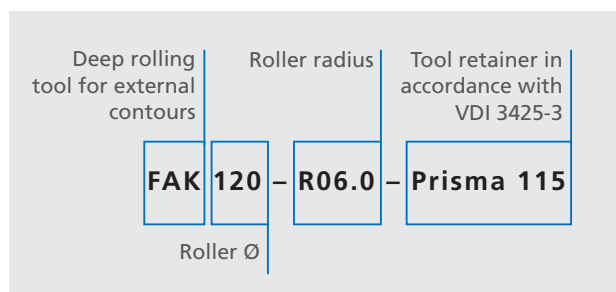 Deep rolling
tool for external
contours
Roller radius
Tool retainer in
accordance with
VDI 3425-3
FAK 120 – R06.0 – Prisma 115
Roller Ø